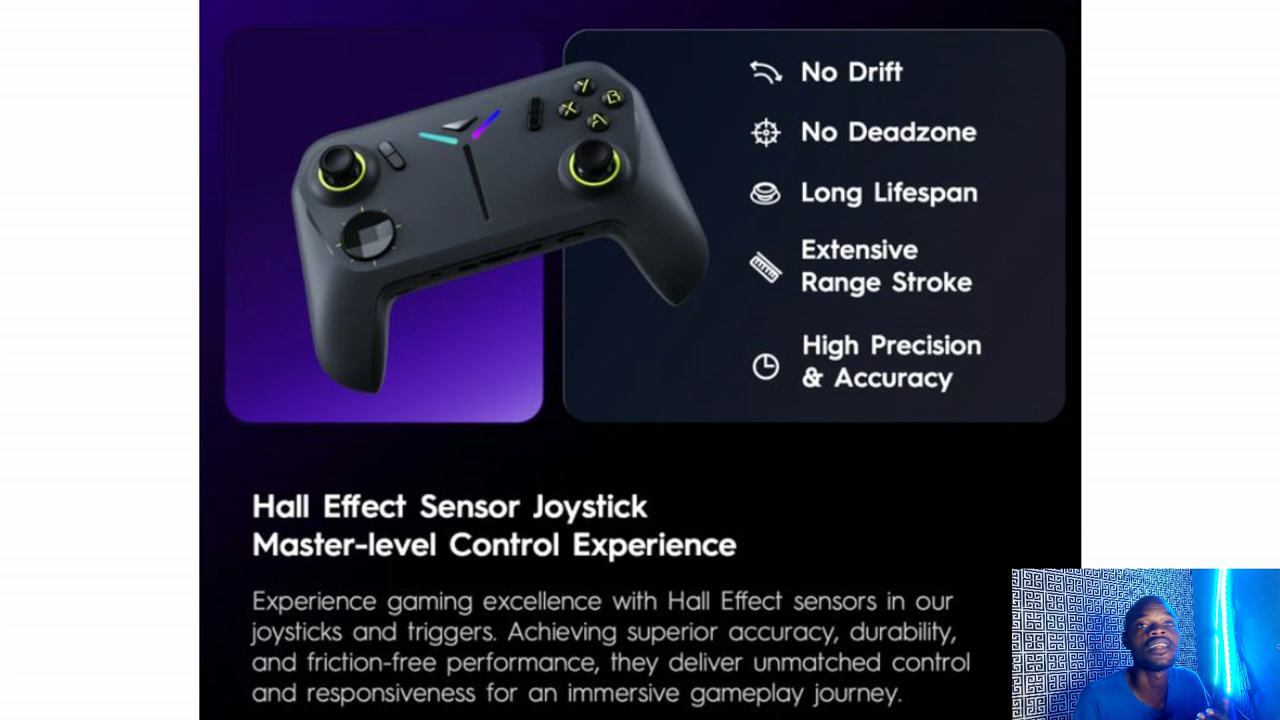 No Drift
No Deadzone
Long Lifespan
Extensive
Range Stroke
High Precision
& Accuracy
Y
X
B
A
Hall Effect Sensor Joystick
Master-level Control Experience
Experience gaming excellence with Hall Effect sensors in our
joysticks and triggers. Achieving superior accuracy, durability,
and friction-free performance, they deliver unmatched control
and responsiveness for an immersive gameplay journey.